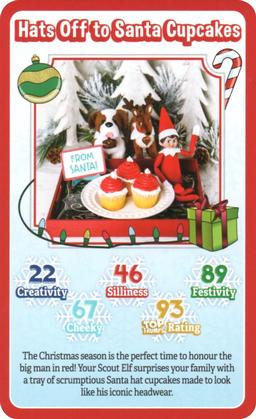 Hats Off to Santa Cupcakes
FROM
SANTA!
22
Creativity
46
Silliness
89
Festivity
67
Cheeky
93
TOP TRUMPS Rating
The Christmas season is the perfect time to honour the
big man in red! Your Scout Elf surprises your family with
a tray of scrumptious Santa hat cupcakes made to look
like his iconic headwear.